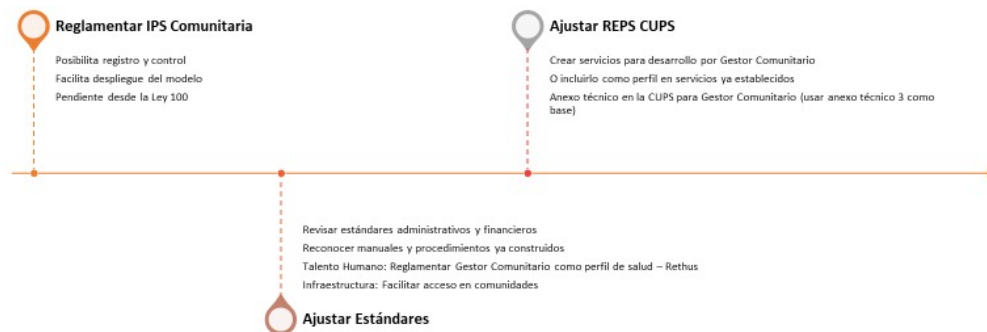 Reglamentar IPS Comunitaria
Posibilita registro y control
Facilita despliegue del modelo
Pendiente desde la Ley 100
Ajustar REPS CUPS
Crear servicios para desarrollo por Gestor Comunitario
O incluirlo como perfil en servicios ya establecidos
Anexo técnico en la CUPS para Gestor Comunitario (usar anexo técnico 3 como
base)
Revisar estándares administrativos y financieros
Reconocer manuales y procedimientos ya construidos
Talento Humano: Reglamentar Gestor Comunitario como perfil de salud – Rethus
Infraestructura: Facilitar acceso en comunidades
Ajustar Estándares